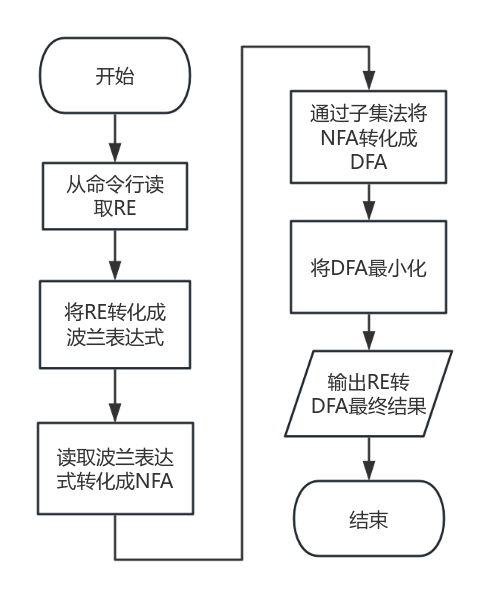 开始
从命令行读
取RE
将RE转化成
波兰表达式
读取波兰表达
式转化成NFA
通过子集法将
NFA转化成
DFA
将DFA最小化
输出RE转
DFA最终结果
结束